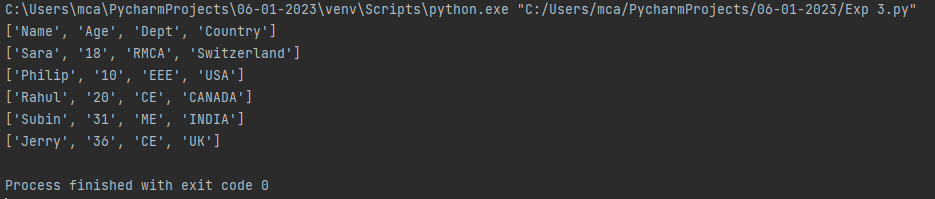 C:\Users\mca\PycharmProjects\06-01-2023\venv\Scripts\python.exe "C:/Users/mca/PycharmProjects/06-01-2023/Exp 3.py"
['Name', 'Age', 'Dept', 'Country']
['Sara', '18', 'RMCA', 'Switzerland']
['Philip', '10', 'EEE', 'USA']
['Rahul', '20', 'CE', 'CANADA']
['Subin', '31', 'ME', 'INDIA']
['Jerry', '36', 'CE', 'UK']
Process finished with exit code 0